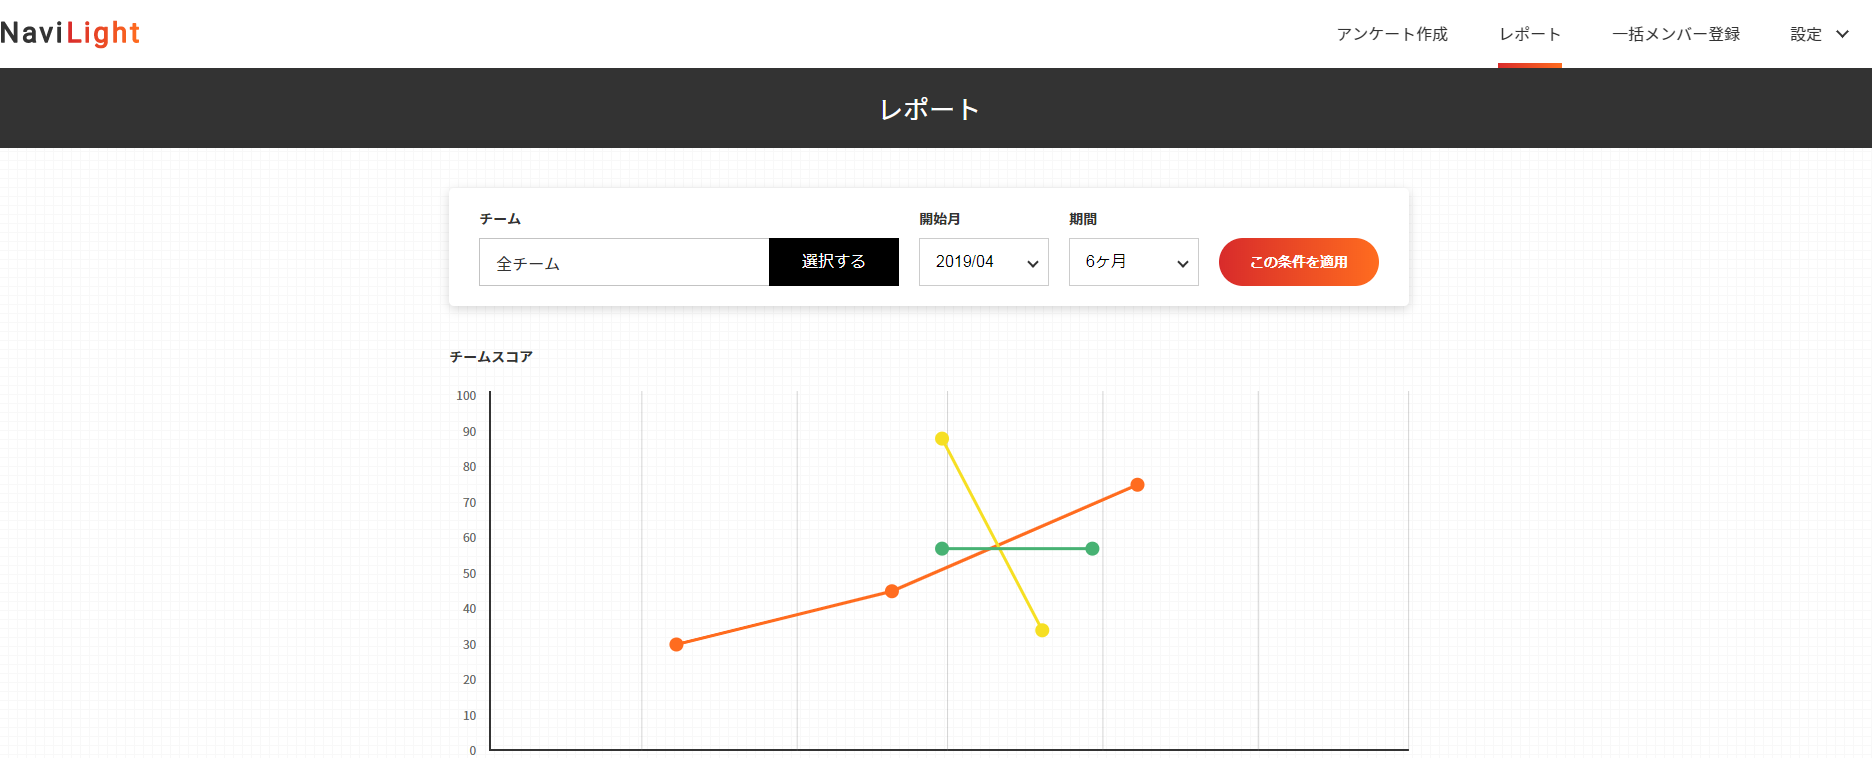 NaviLight
アンケート作成
レポート
一括メンバー登録
設定
レポート
チーム
開始月
期間
全チーム
選択する
2019/04
6ヶ月
この条件を適用
チームスコア
100
90
80
70
60
50
40
30
20
10
0